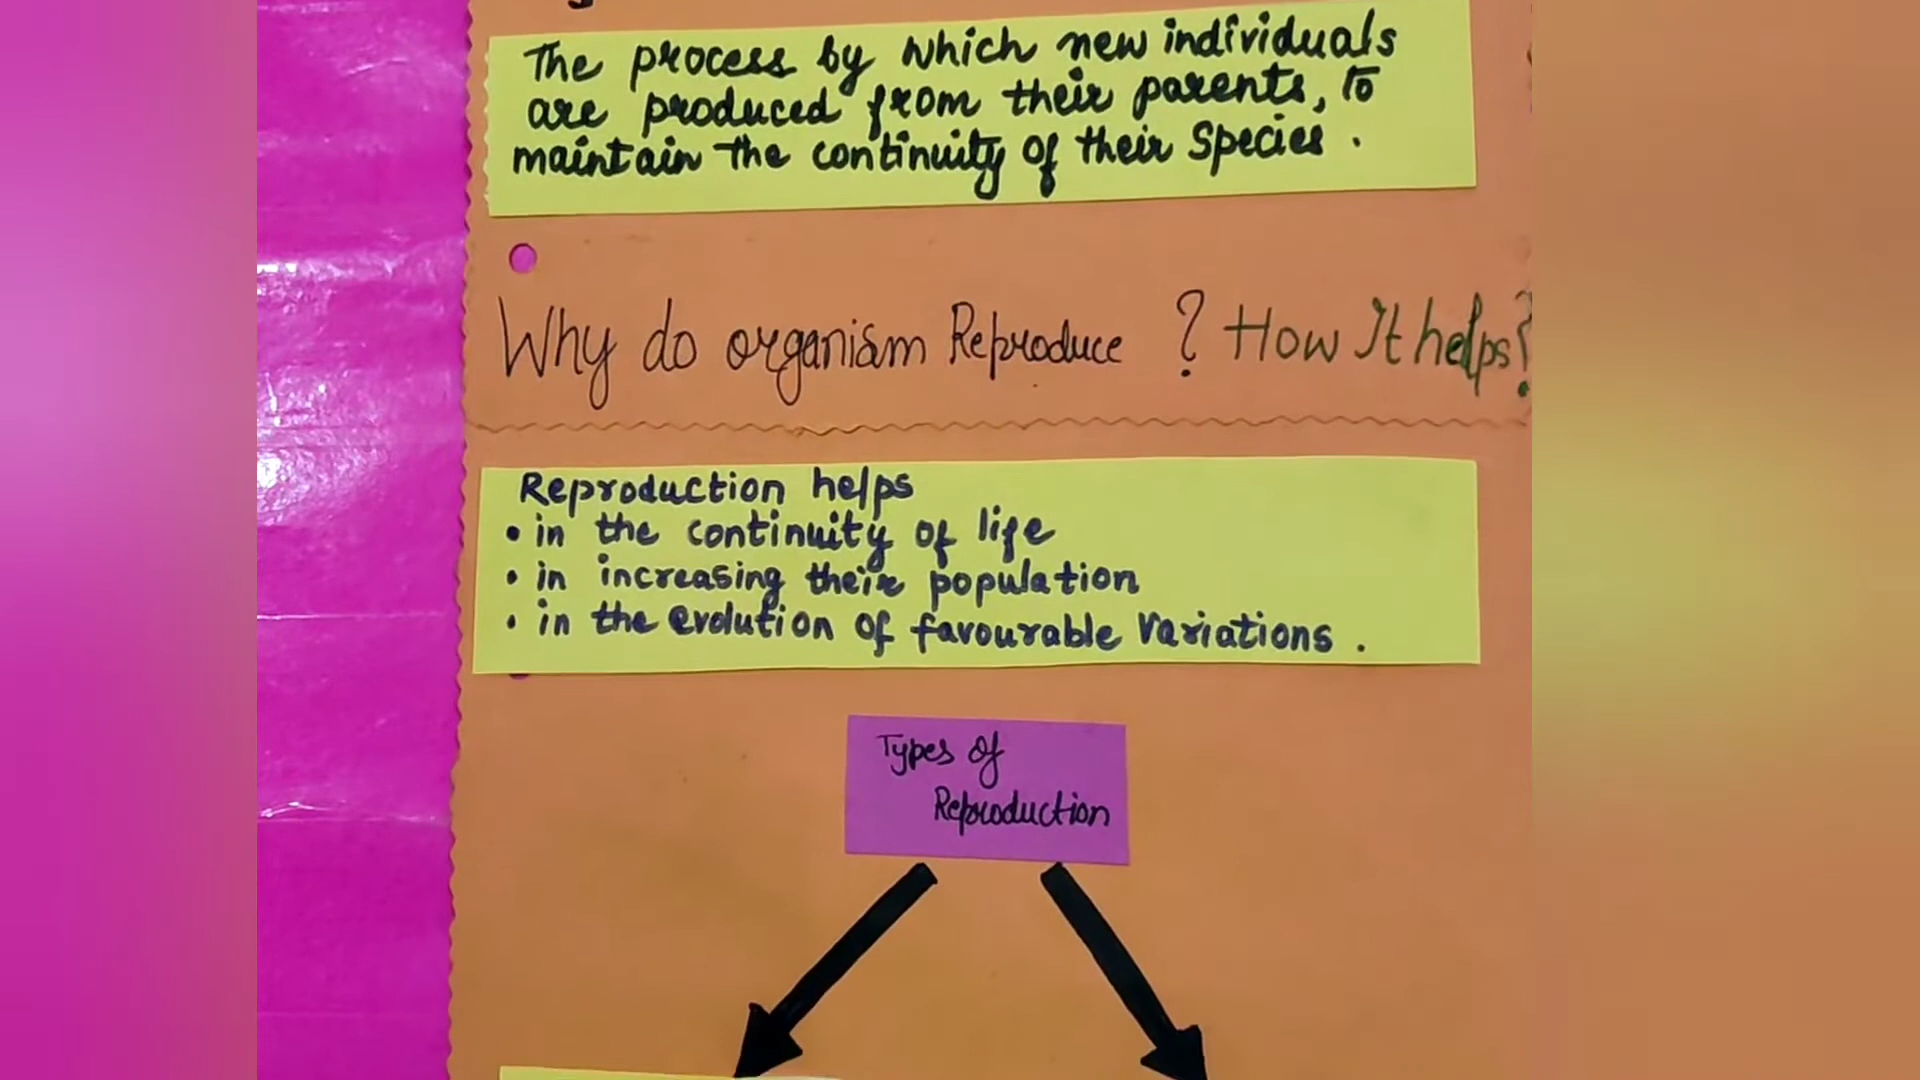 The process by which new individuals
are produced from their parents, to
maintain the continuity of their Species.
Why do organism Reproduce ? How It helps?
Reproduction helps
• in the continuity of life
• in increasing their population
• in the evolution of favourable variations.
Types of
Reproduction